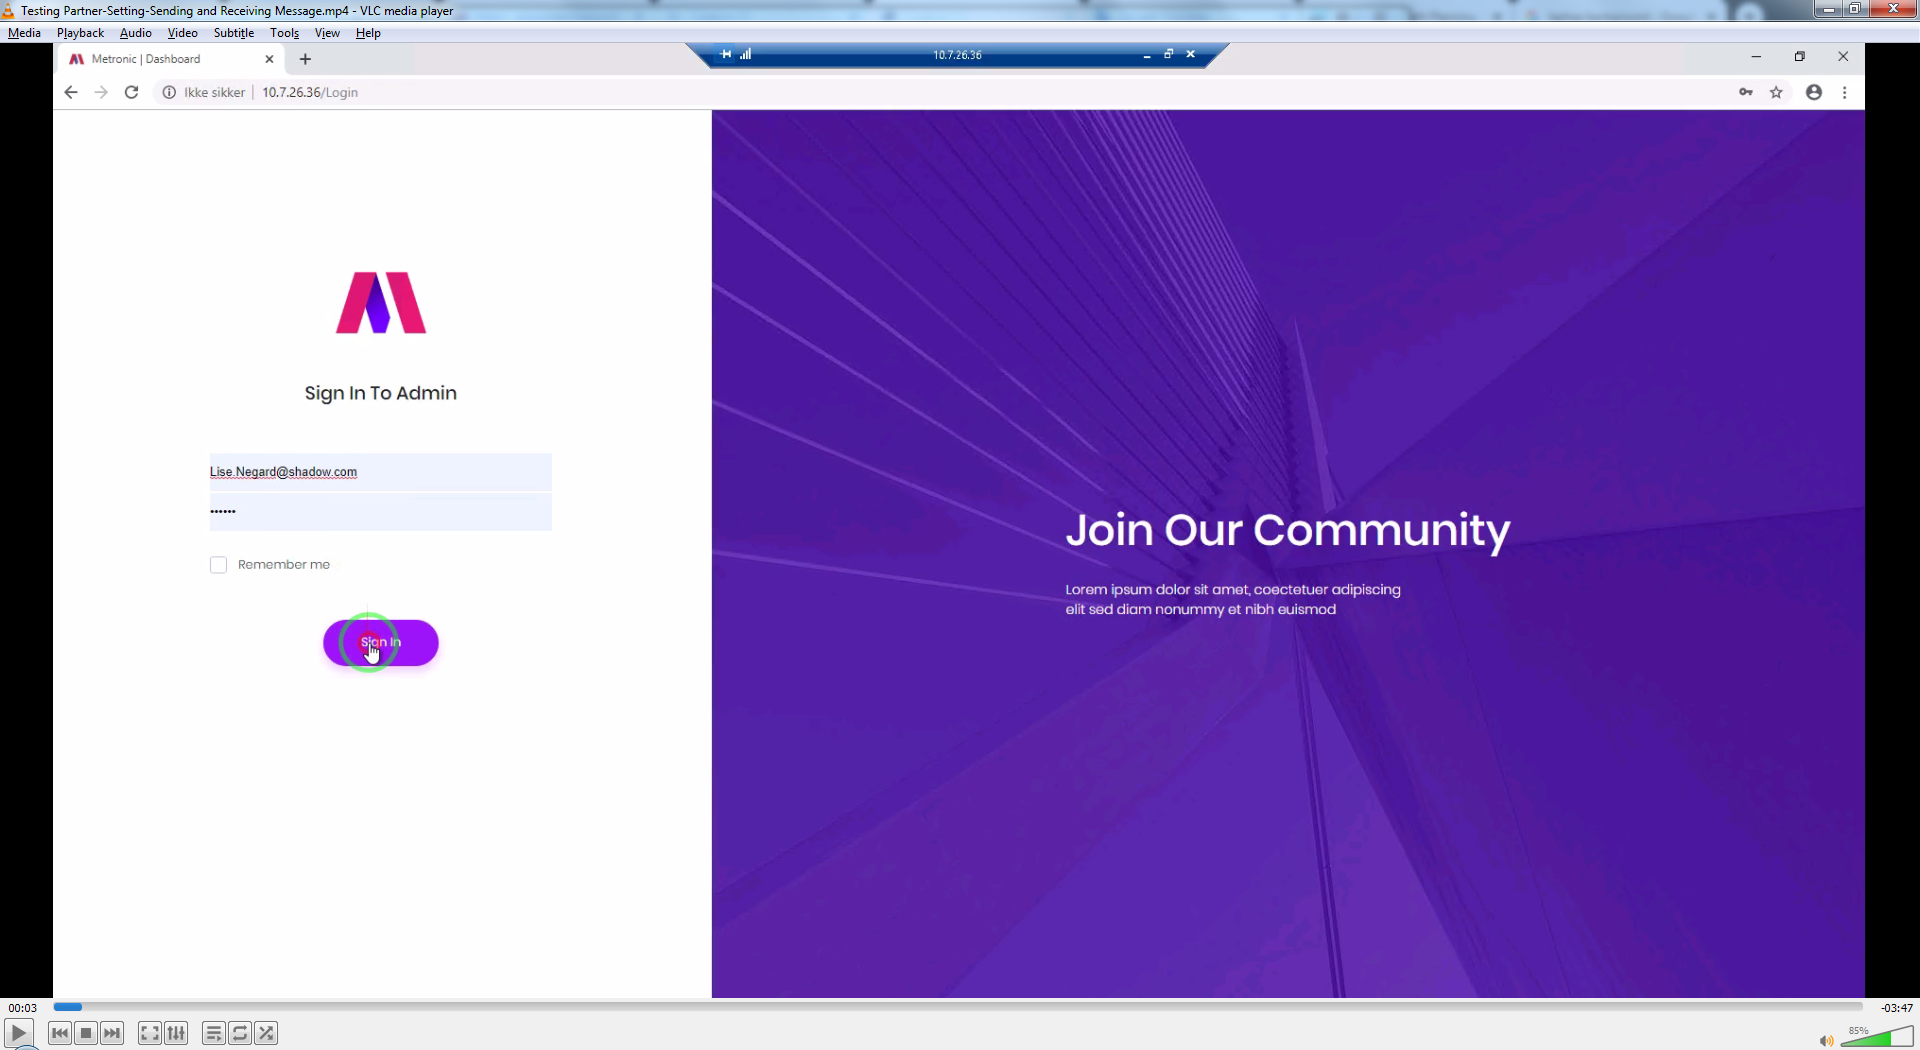 Testing Partner-Setting-Sending and Receiving Message.mp4 - VLC media player
Media Playback Audio Video Subtitle Tools View Help
Metronic | Dashboard
10.7.26.36
Ikke sikker | 10.7.26.36/Login
Sign In To Admin
Lise.Negard@shadow.com
••••••
Remember me
Sign In
Join Our Community
Lorem ipsum dolor sit amet, coectetuer adipiscing
elit sed diam nonummy et nibh euismod
00:03
-03:47
85%